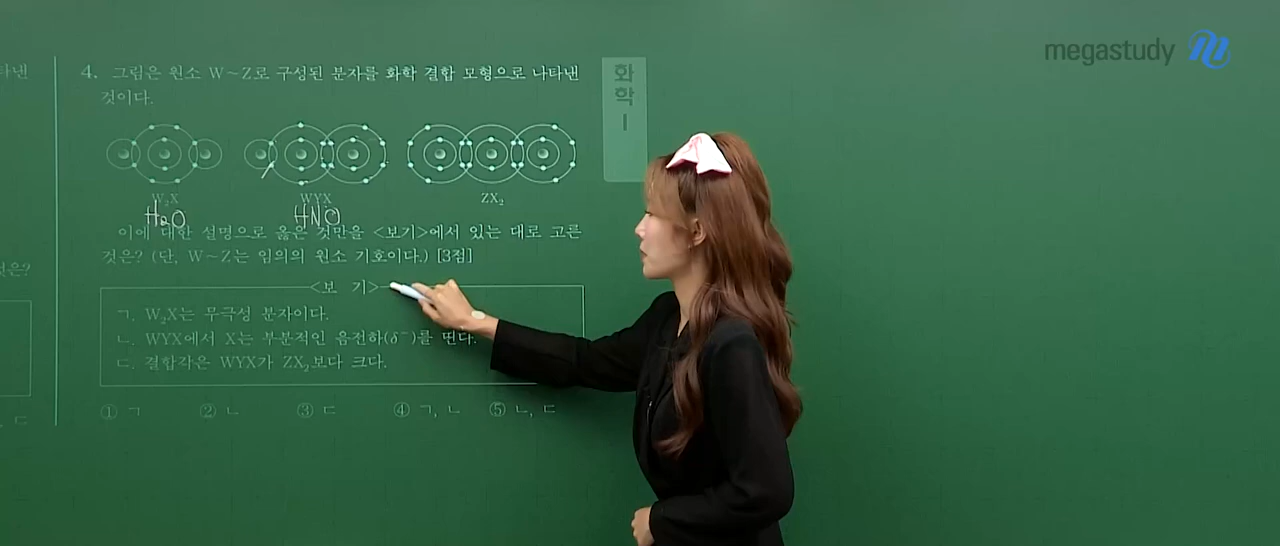 megastudy
타낸
것은?
, ㄷ
4. 그림은 원소 W~Z로 구성된 분자를 화학 결합 모형으로 나타낸
것이다.
W₂X WYX ZX₂
H₂O HNO
이에 대한 설명으로 옳은 것만을 <보기>에서 있는 대로 고른
것은? (단, W~Z는 임의의 원소 기호이다.) [3점]
<보 기>
ㄱ. W₂X는 무극성 분자이다.
ㄴ. WYX에서 X는 부분적인 음전하(δ⁻)를 띤다.
ㄷ. 결합각은 WYX가 ZX₂보다 크다.
① ㄱ ② ㄴ ③ ㄷ ④ ㄱ, ㄴ ⑤ ㄴ, ㄷ
화
학
I